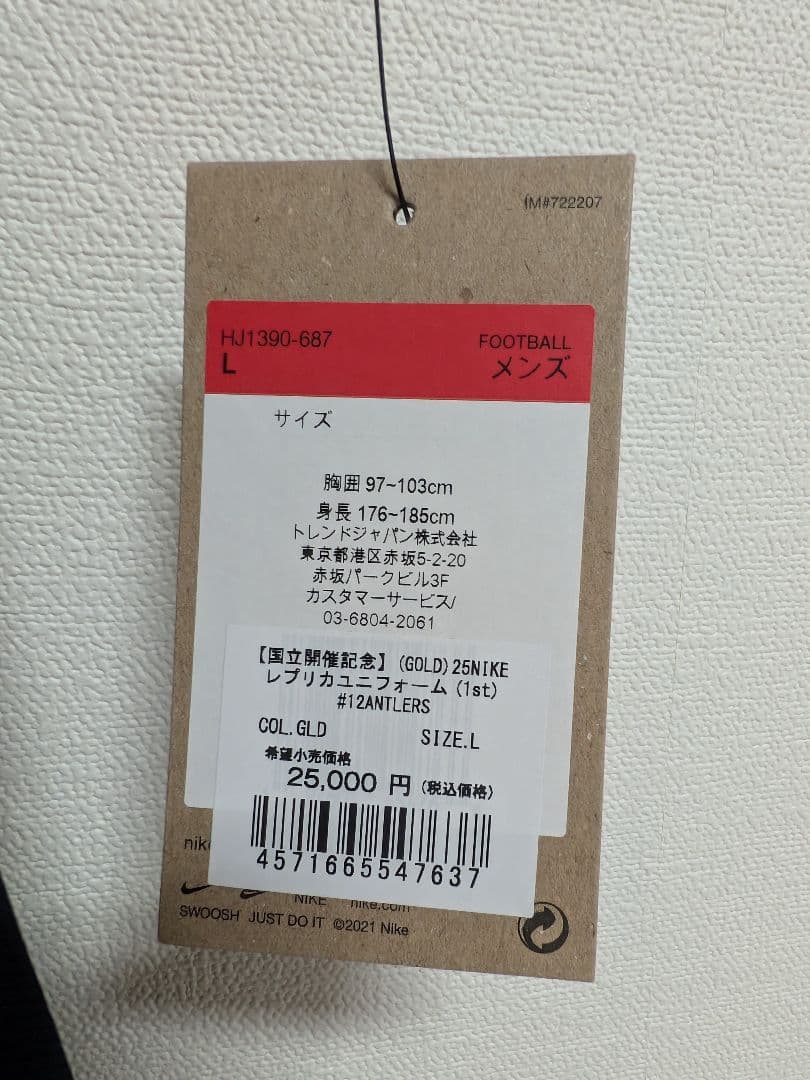 IM#722207
HJ1390-687
FOOTBALL
L
メンズ
サイズ
胸囲 97~103cm
身長 176~185cm
トレンドジャパン株式会社
東京都港区赤坂5-2-20
赤坂パークビル3F
カスタマーサービス/
03-6804-2061
【国立開催記念】(GOLD)25NIKE
レプリカユニフォーム(1st)
#12ANTLERS
COL.GLD
SIZE.L
希望小売価格
25,000 円(税込価格)
4571665547637
NIKE nike.com
SWOOSH JUST DO IT ©2021 Nike